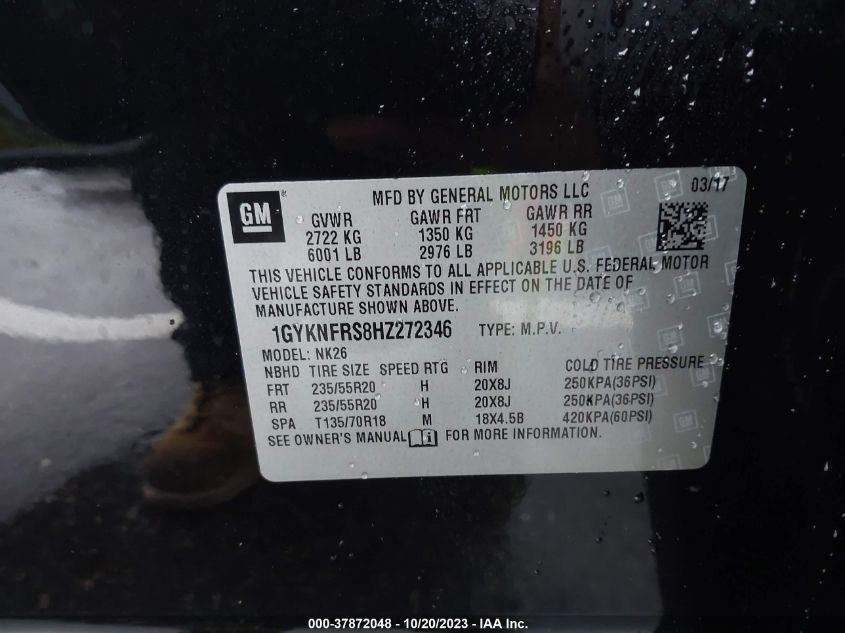 GM
MFD BY GENERAL MOTORS LLC
03/17
GVWR GAWR FRT GAWR RR
2722 KG 1350 KG 1450 KG
6001 LB 2976 LB 3196 LB
THIS VEHICLE CONFORMS TO ALL APPLICABLE U.S. FEDERAL MOTOR
VEHICLE SAFETY STANDARDS IN EFFECT ON THE DATE OF
MANUFACTURE SHOWN ABOVE.
1GYKNFRS8HZ272346 TYPE: M.P.V.
MODEL: NK26
NBHD TIRE SIZE SPEED RTG RIM COLD TIRE PRESSURE
FRT 235/55R20 H 20X8J 250KPA(36PSI)
RR 235/55R20 H 20X8J 250KPA(36PSI)
SPA T135/70R18 M 18X4.5B 420KPA(60PSI)
SEE OWNER'S MANUAL FOR MORE INFORMATION.
000-37872048 - 10/20/2023 - IAA Inc.